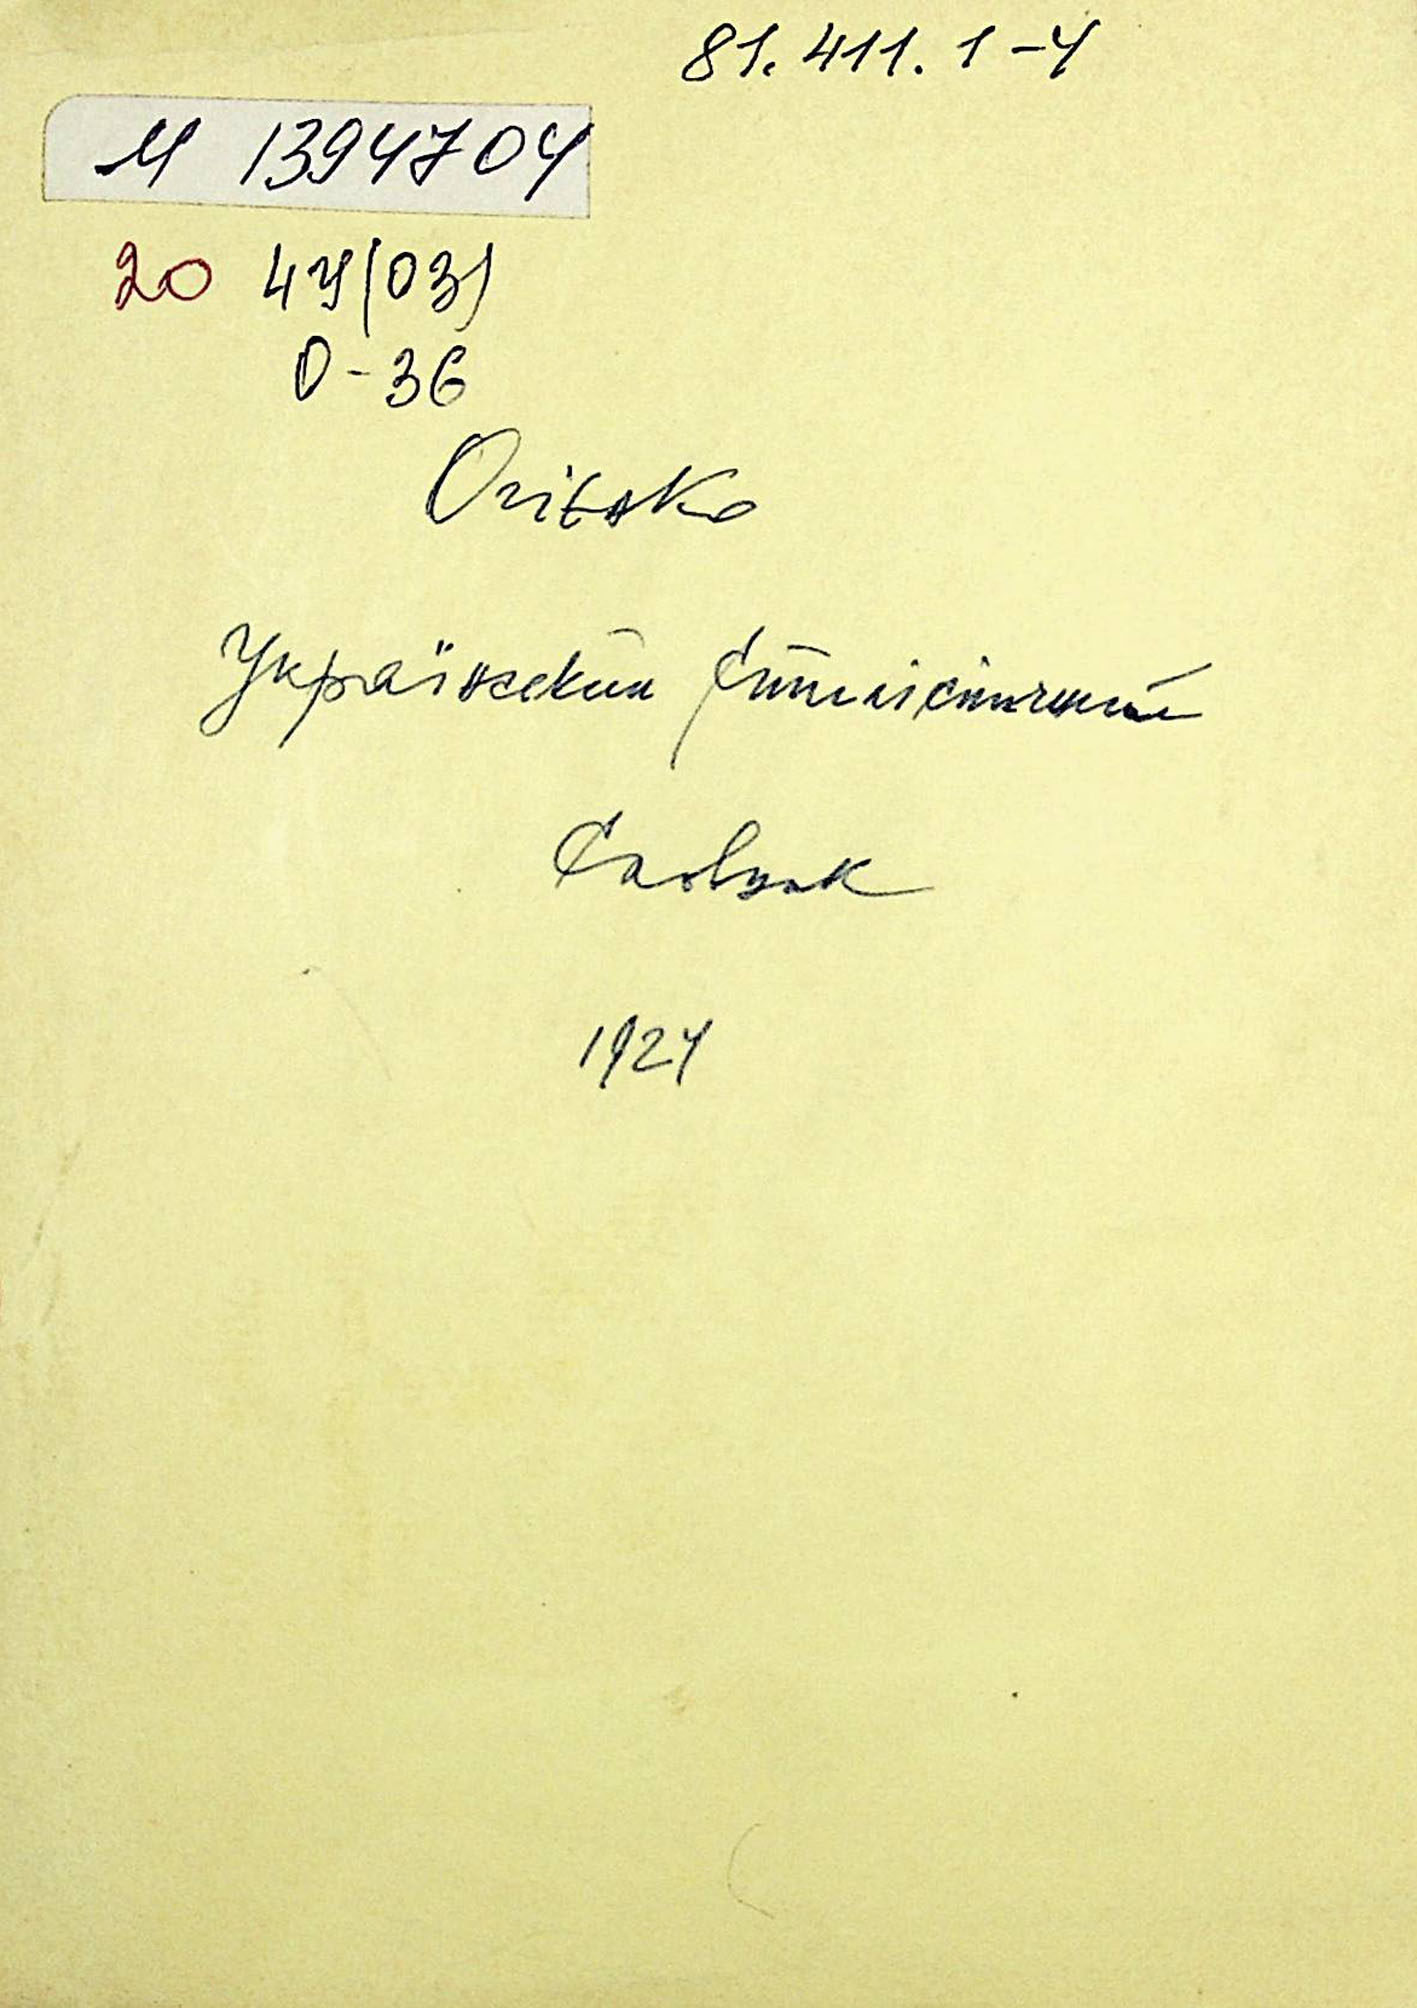 81.411.1-4
М 1394704
20 4У(03)
О-36
Огієнко
Український стилістичний
Словник
1924